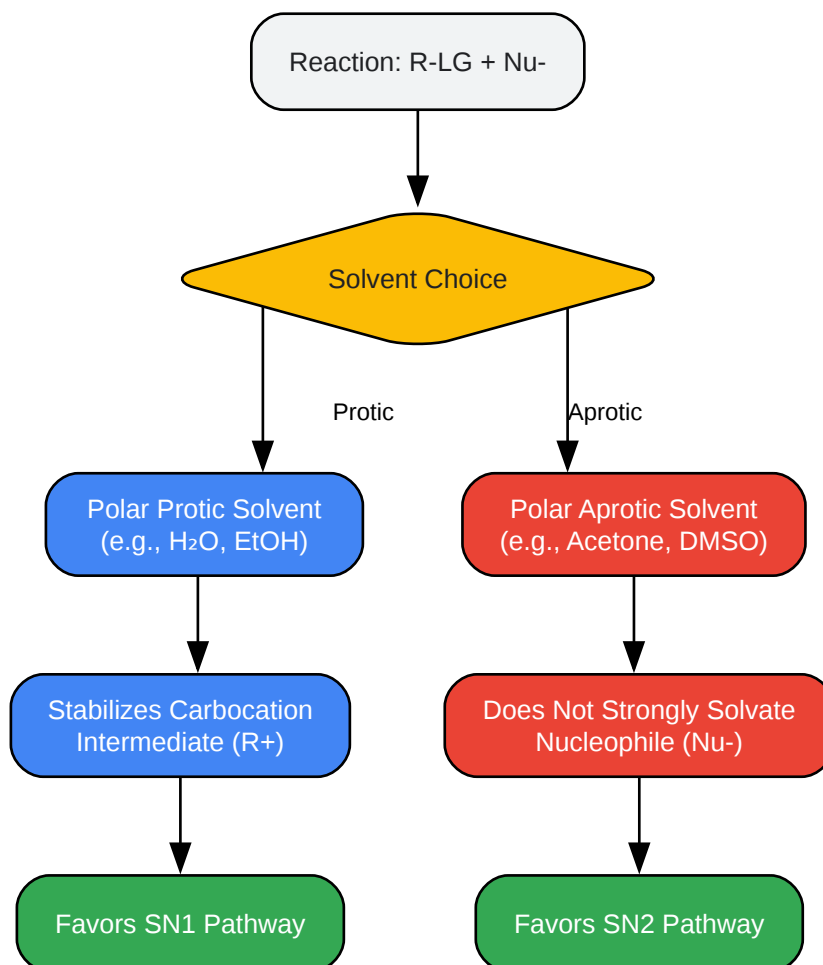 Reaction: R-LG + Nu-
Solvent Choice
Protic
Aprotic
Polar Protic Solvent
(e.g., H₂O, EtOH)
Polar Aprotic Solvent
(e.g., Acetone, DMSO)
Stabilizes Carbocation
Intermediate (R+)
Does Not Strongly Solvate
Nucleophile (Nu-)
Favors SN1 Pathway
Favors SN2 Pathway